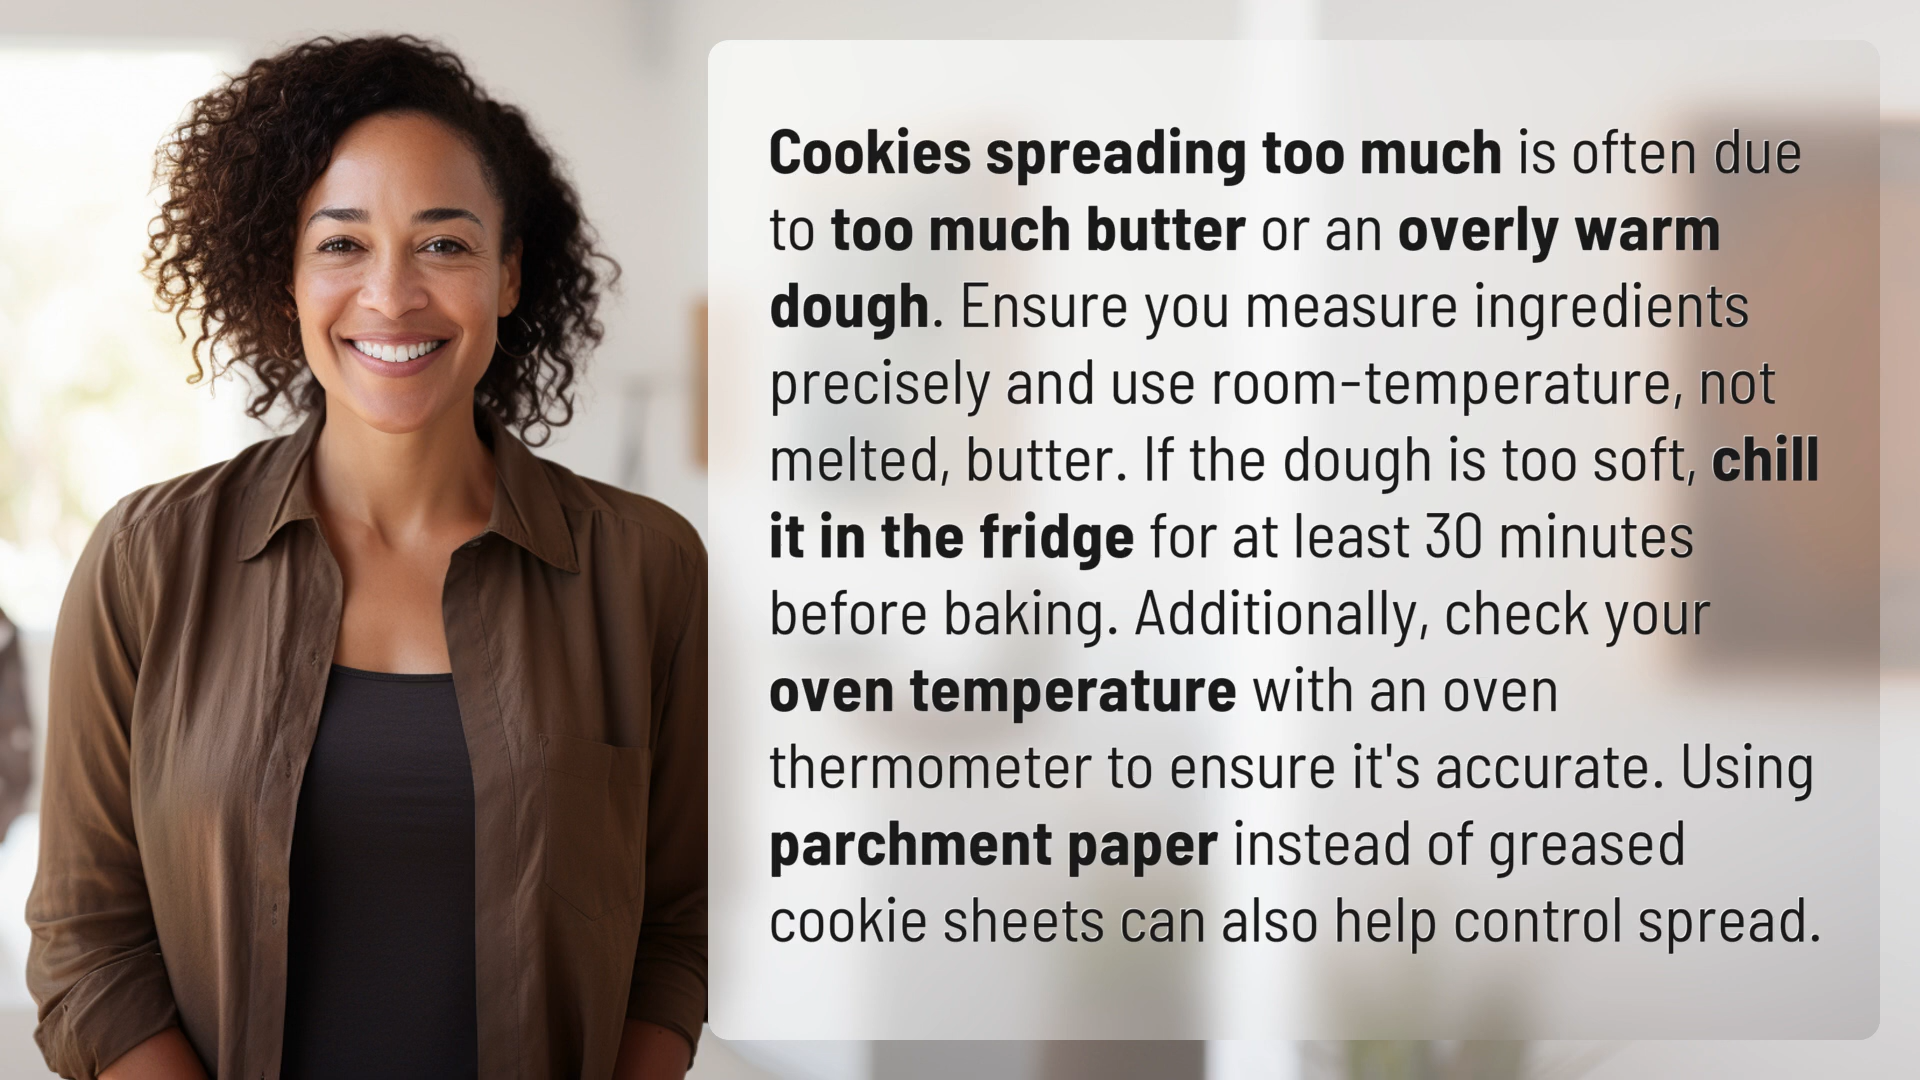 Cookies spreading too much is often due
to too much butter or an overly warm
dough. Ensure you measure ingredients
precisely and use room-temperature, not
melted, butter. If the dough is too soft, chill
it in the fridge for at least 30 minutes
before baking. Additionally, check your
oven temperature with an oven
thermometer to ensure it's accurate. Using
parchment paper instead of greased
cookie sheets can also help control spread.